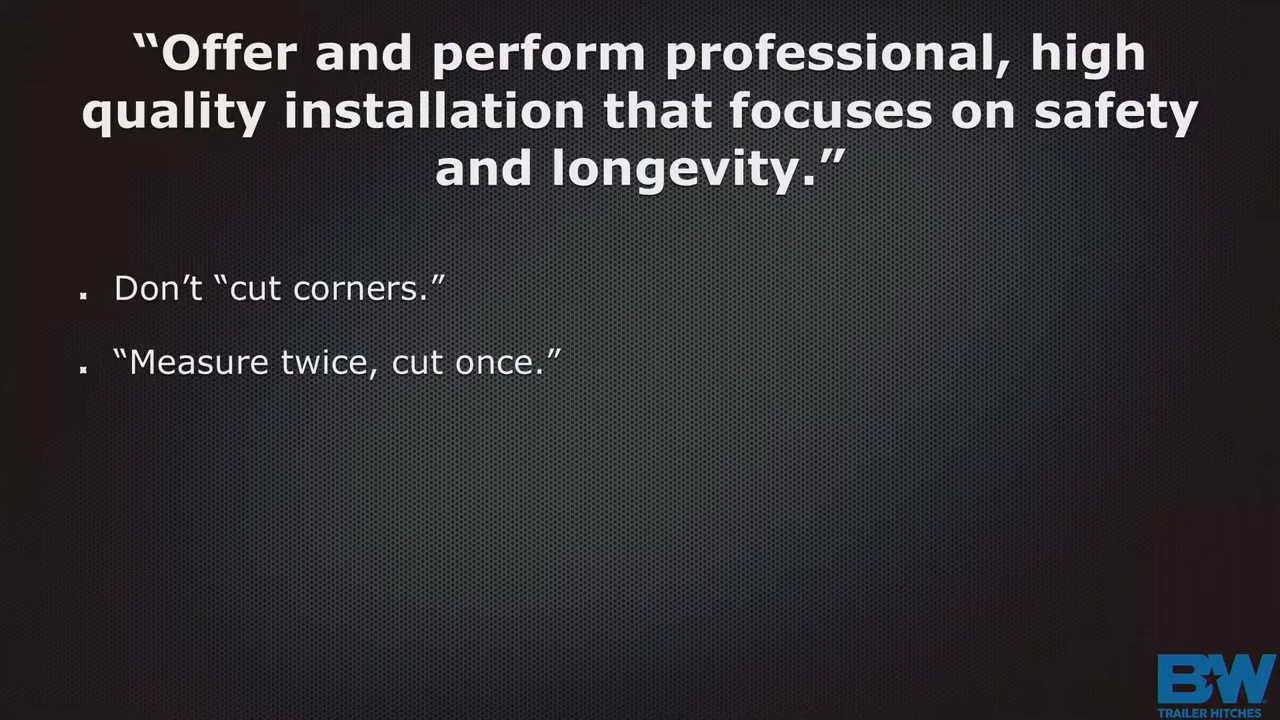 “Offer and perform professional, high
quality installation that focuses on safety
and longevity.”
Don’t “cut corners.”
“Measure twice, cut once.”
B&W
TRAILER HITCHES